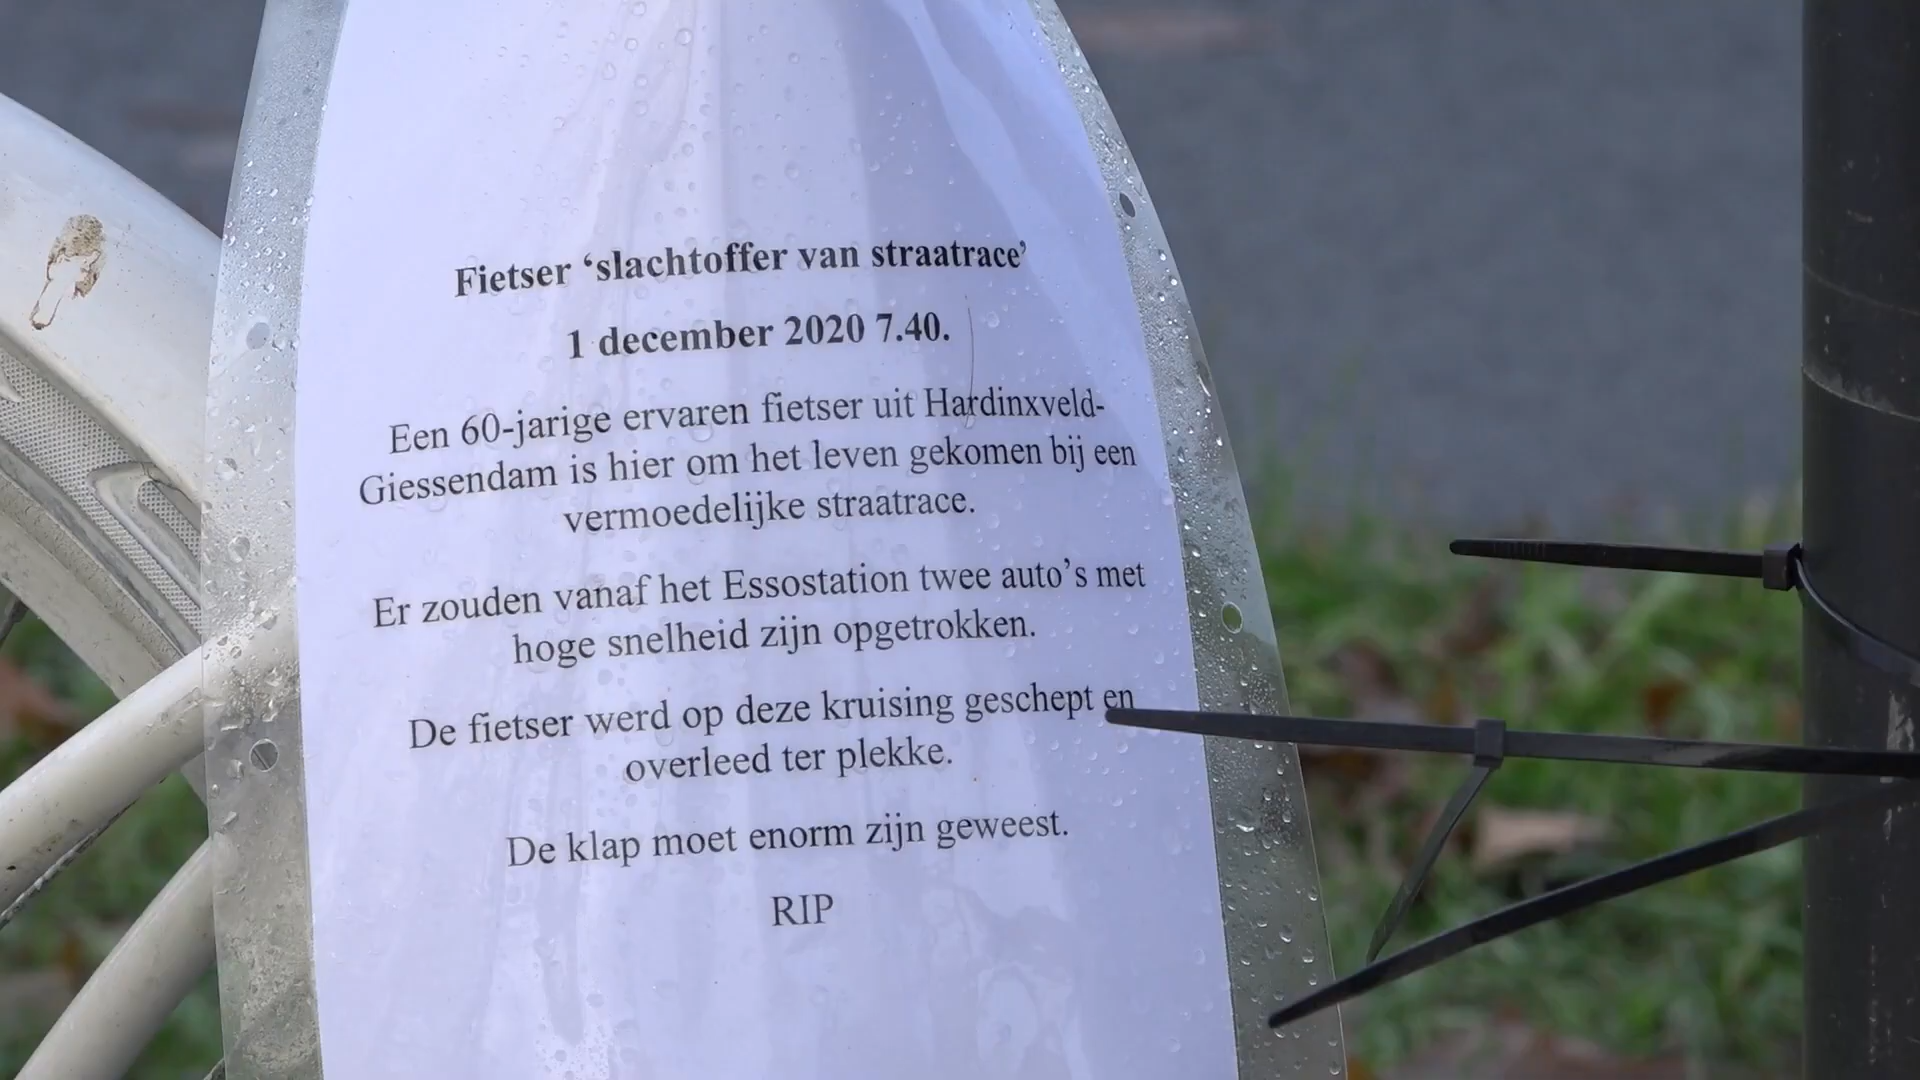 Fietser ‘slachtoffer van straatrace’
1 december 2020 7.40.
Een 60-jarige ervaren fietser uit Hardinxveld-
Giessendam is hier om het leven gekomen bij een
vermoedelijke straatrace.
Er zouden vanaf het Essostation twee auto’s met
hoge snelheid zijn opgetrokken.
De fietser werd op deze kruising geschept en
overleed ter plekke.
De klap moet enorm zijn geweest.
RIP